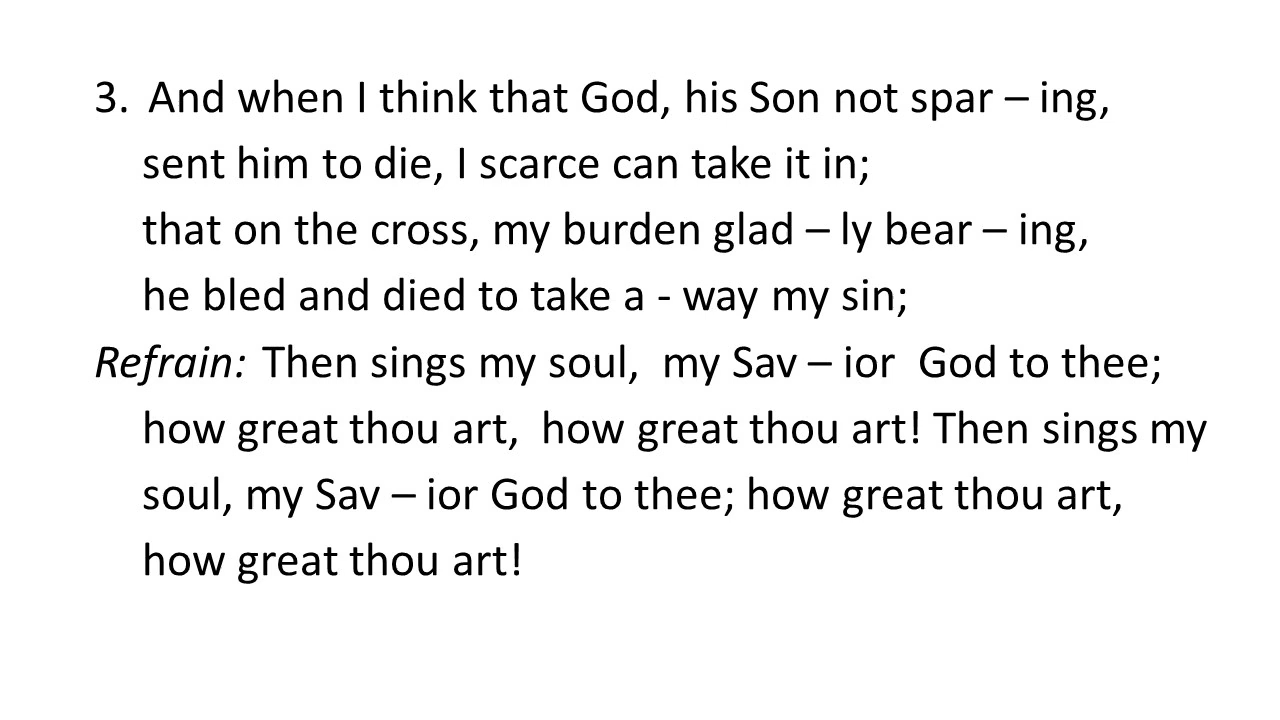 3. And when I think that God, his Son not spar – ing,
sent him to die, I scarce can take it in;
that on the cross, my burden glad – ly bear – ing,
he bled and died to take a - way my sin;
Refrain: Then sings my soul,  my Sav – ior  God to thee;
how great thou art,  how great thou art! Then sings my
soul, my Sav – ior God to thee; how great thou art,
how great thou art!